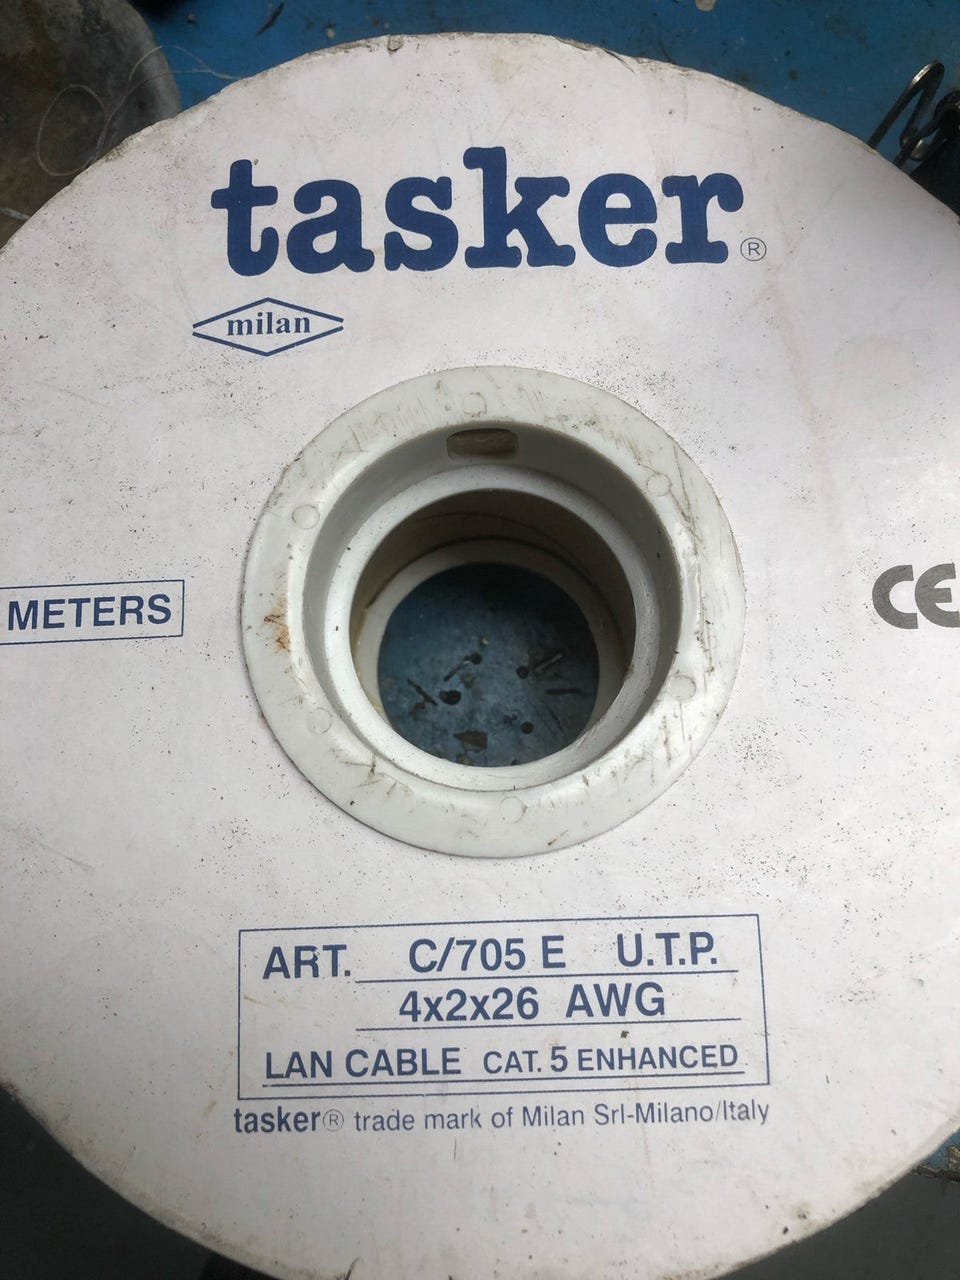 tasker®
milan
METERS
CE
ART. C/705 E U.T.P.
4x2x26 AWG
LAN CABLE CAT. 5 ENHANCED
tasker® trade mark of Milan Srl-Milano/Italy